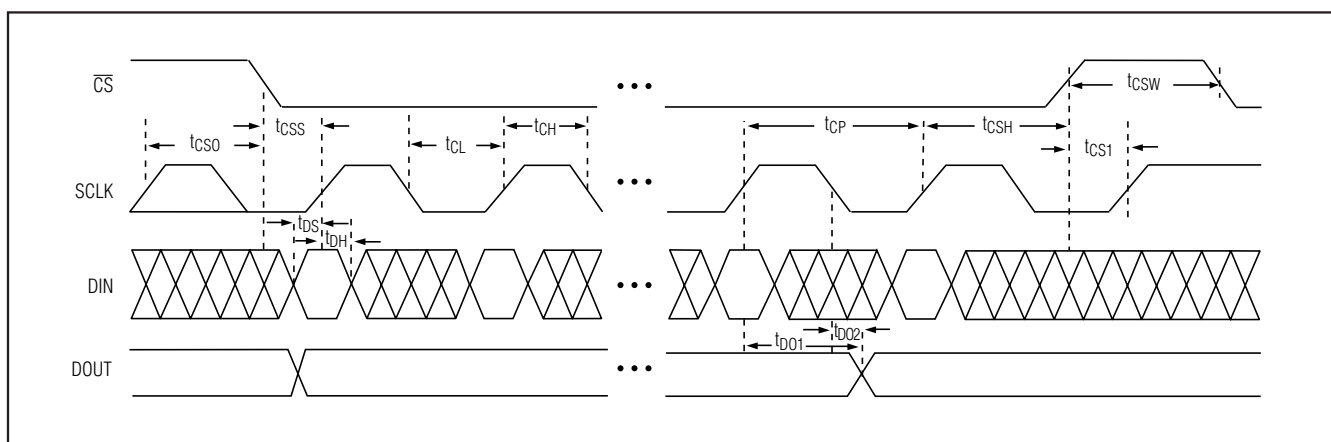 CS
tCSW
tCSS
tCP
tCSH
tCH
tCSO
tCL
tCS1
SCLK
tDS
tDH
DIN
tDO2
tDO1
DOUT